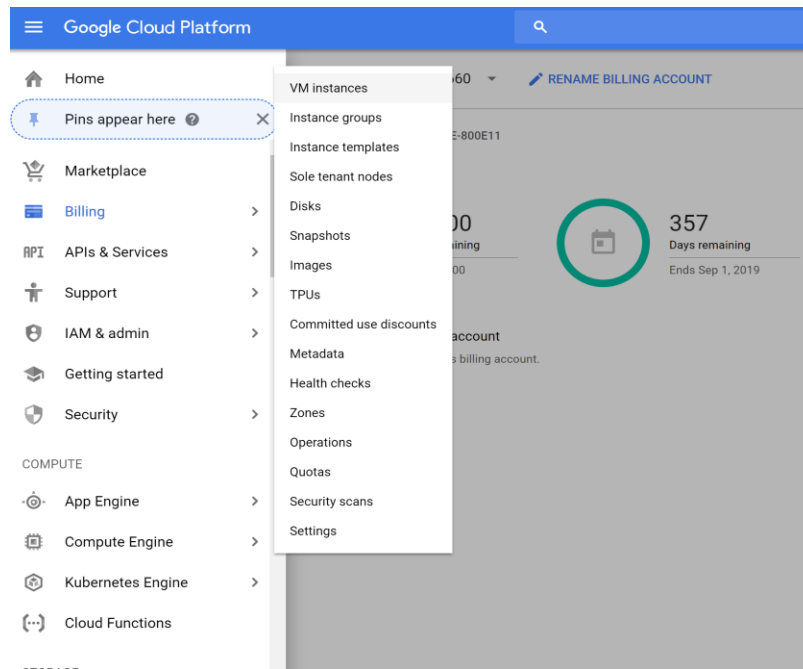 Google Cloud Platform
Home
Pins appear here
Marketplace
Billing
API APIs & Services
Support
IAM & admin
Getting started
Security
COMPUTE
App Engine
Compute Engine
Kubernetes Engine
Cloud Functions
VM instances
Instance groups
Instance templates
Sole tenant nodes
Disks
Snapshots
Images
TPUs
Committed use discounts
Metadata
Health checks
Zones
Operations
Quotas
Security scans
Settings
60 RENAME BILLING ACCOUNT
E-800E11
00
ining
00
357
Days remaining
Ends Sep 1, 2019
account
s billing account.